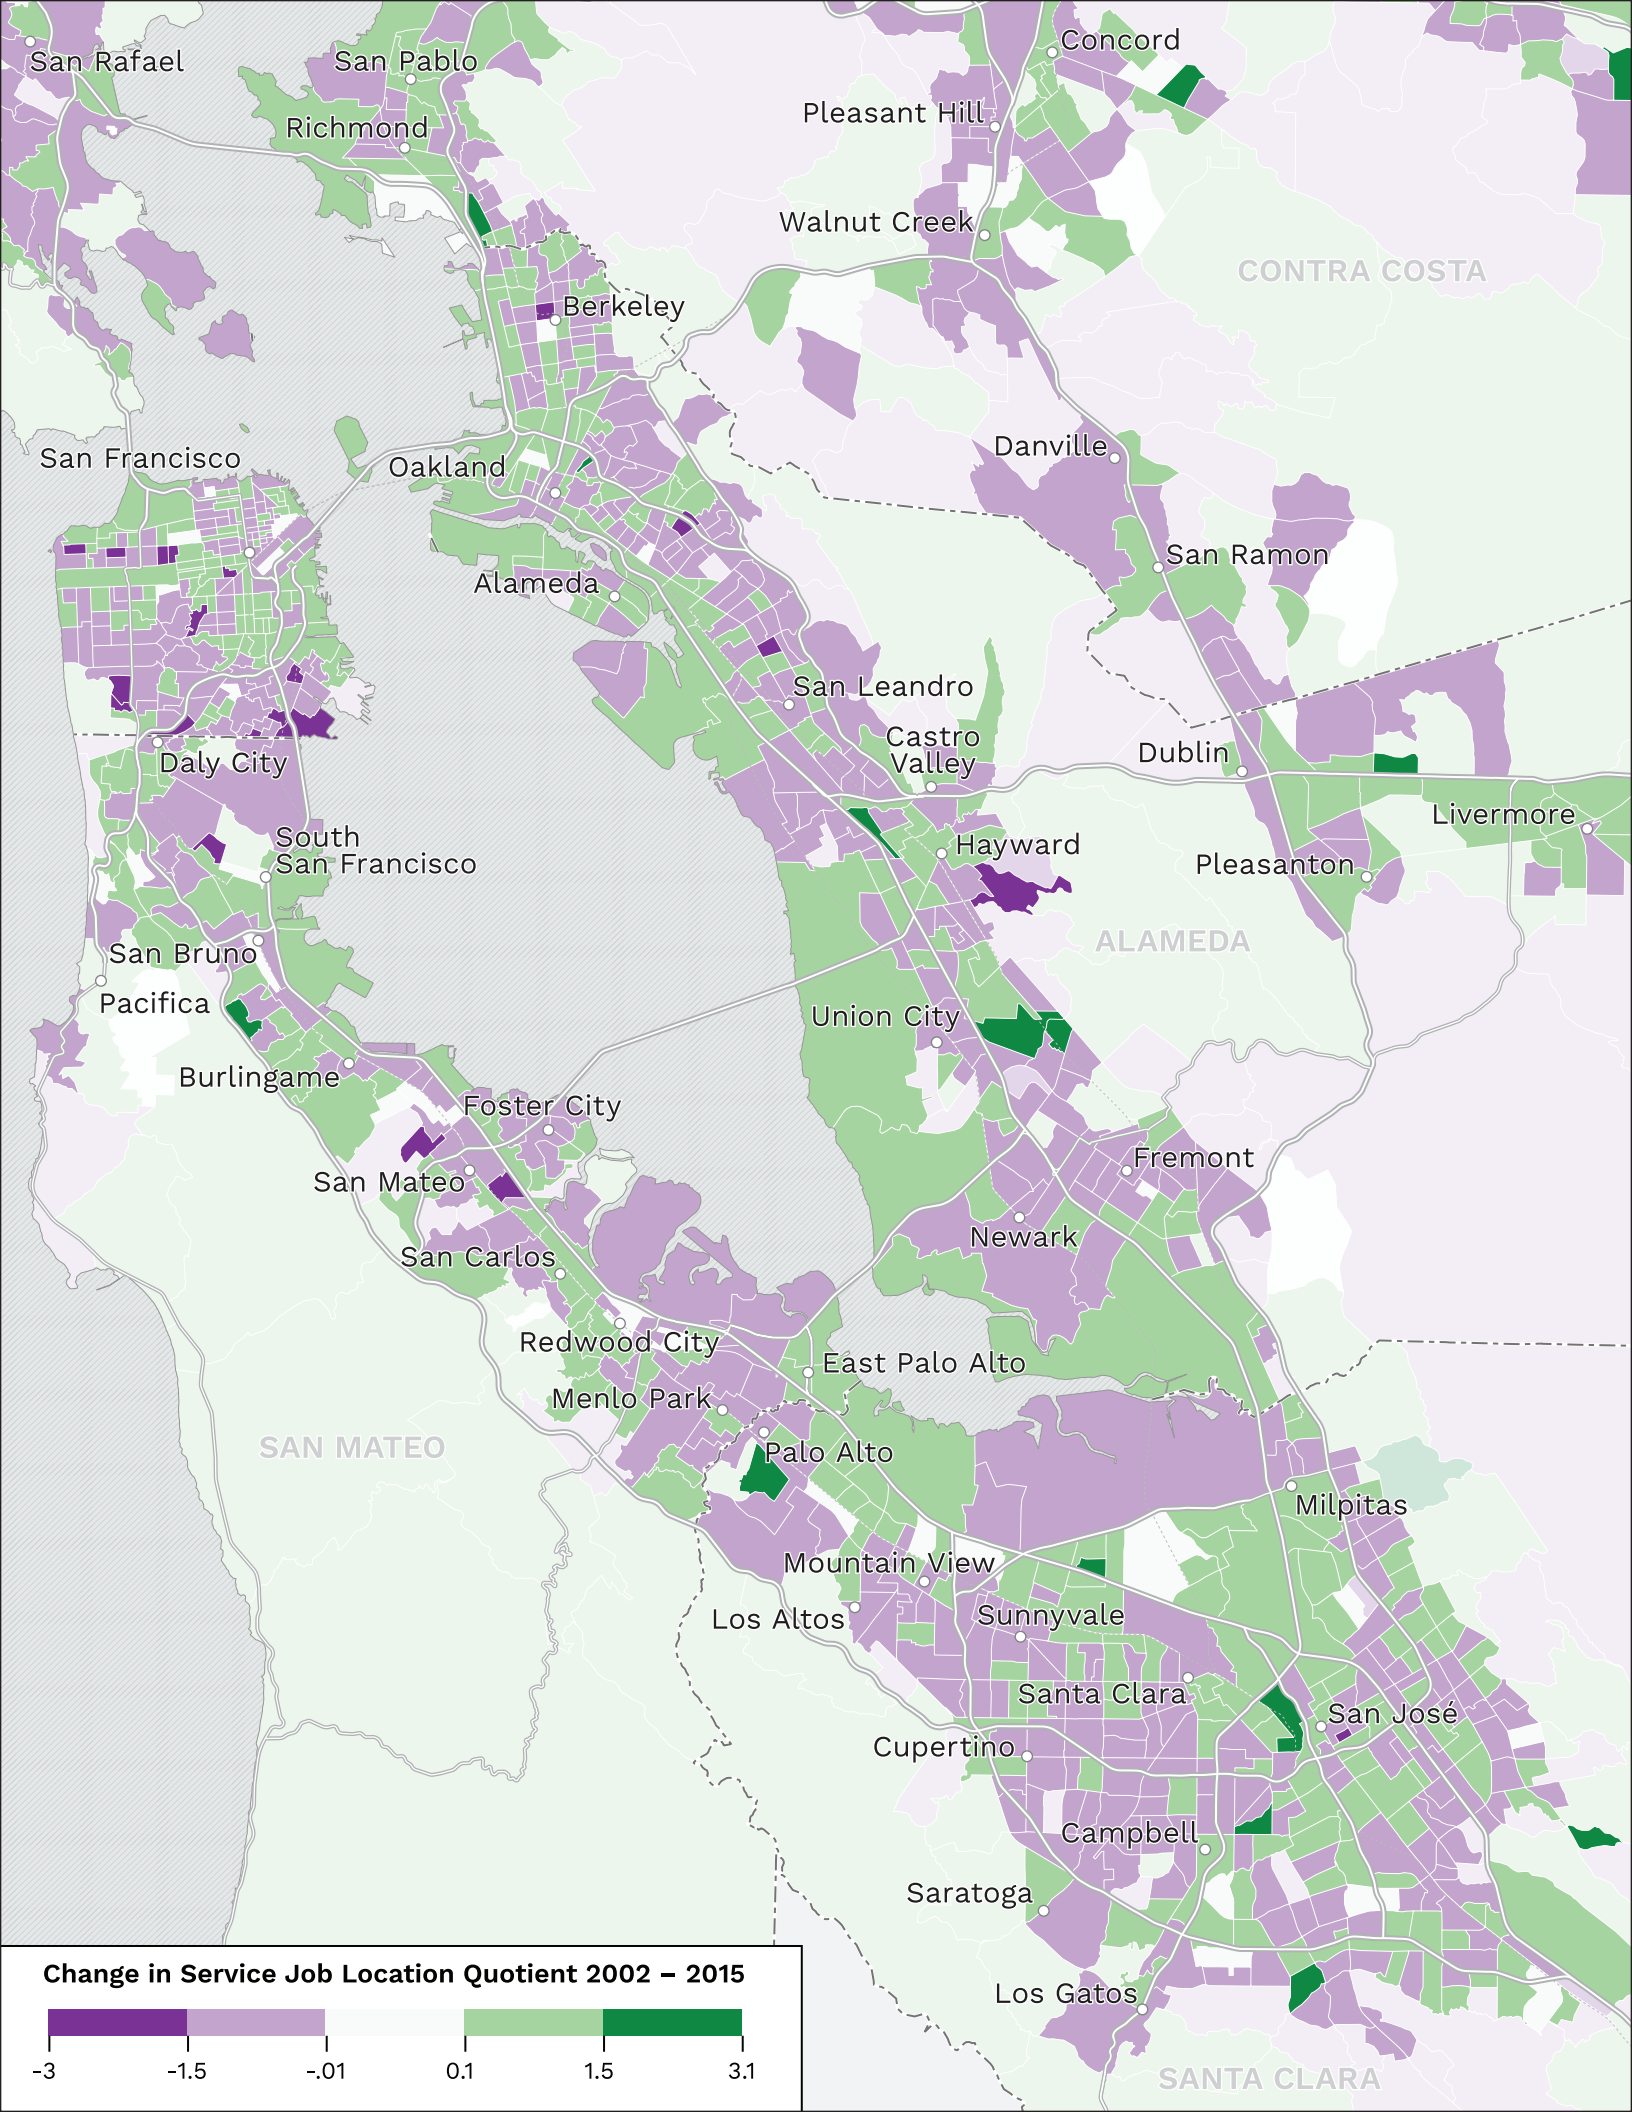 San Rafael
San Pablo
Concord
Richmond
Pleasant Hill
Walnut Creek
CONTRA COSTA
Berkeley
San Francisco
Oakland
Danville
Alameda
San Ramon
San Leandro
Castro
Valley
Dublin
Daly City
Livermore
South
San Francisco
Hayward
Pleasanton
San Bruno
ALAMEDA
Pacifica
Union City
Burlingame
Foster City
San Mateo
Fremont
Newark
San Carlos
Redwood City
East Palo Alto
Menlo Park
SAN MATEO
Palo Alto
Milpitas
Mountain View
Los Altos
Sunnyvale
Santa Clara
San José
Cupertino
Campbell
Saratoga
Los Gatos
SANTA CLARA
Change in Service Job Location Quotient 2002 – 2015
-3 -1.5 -.01 0.1 1.5 3.1